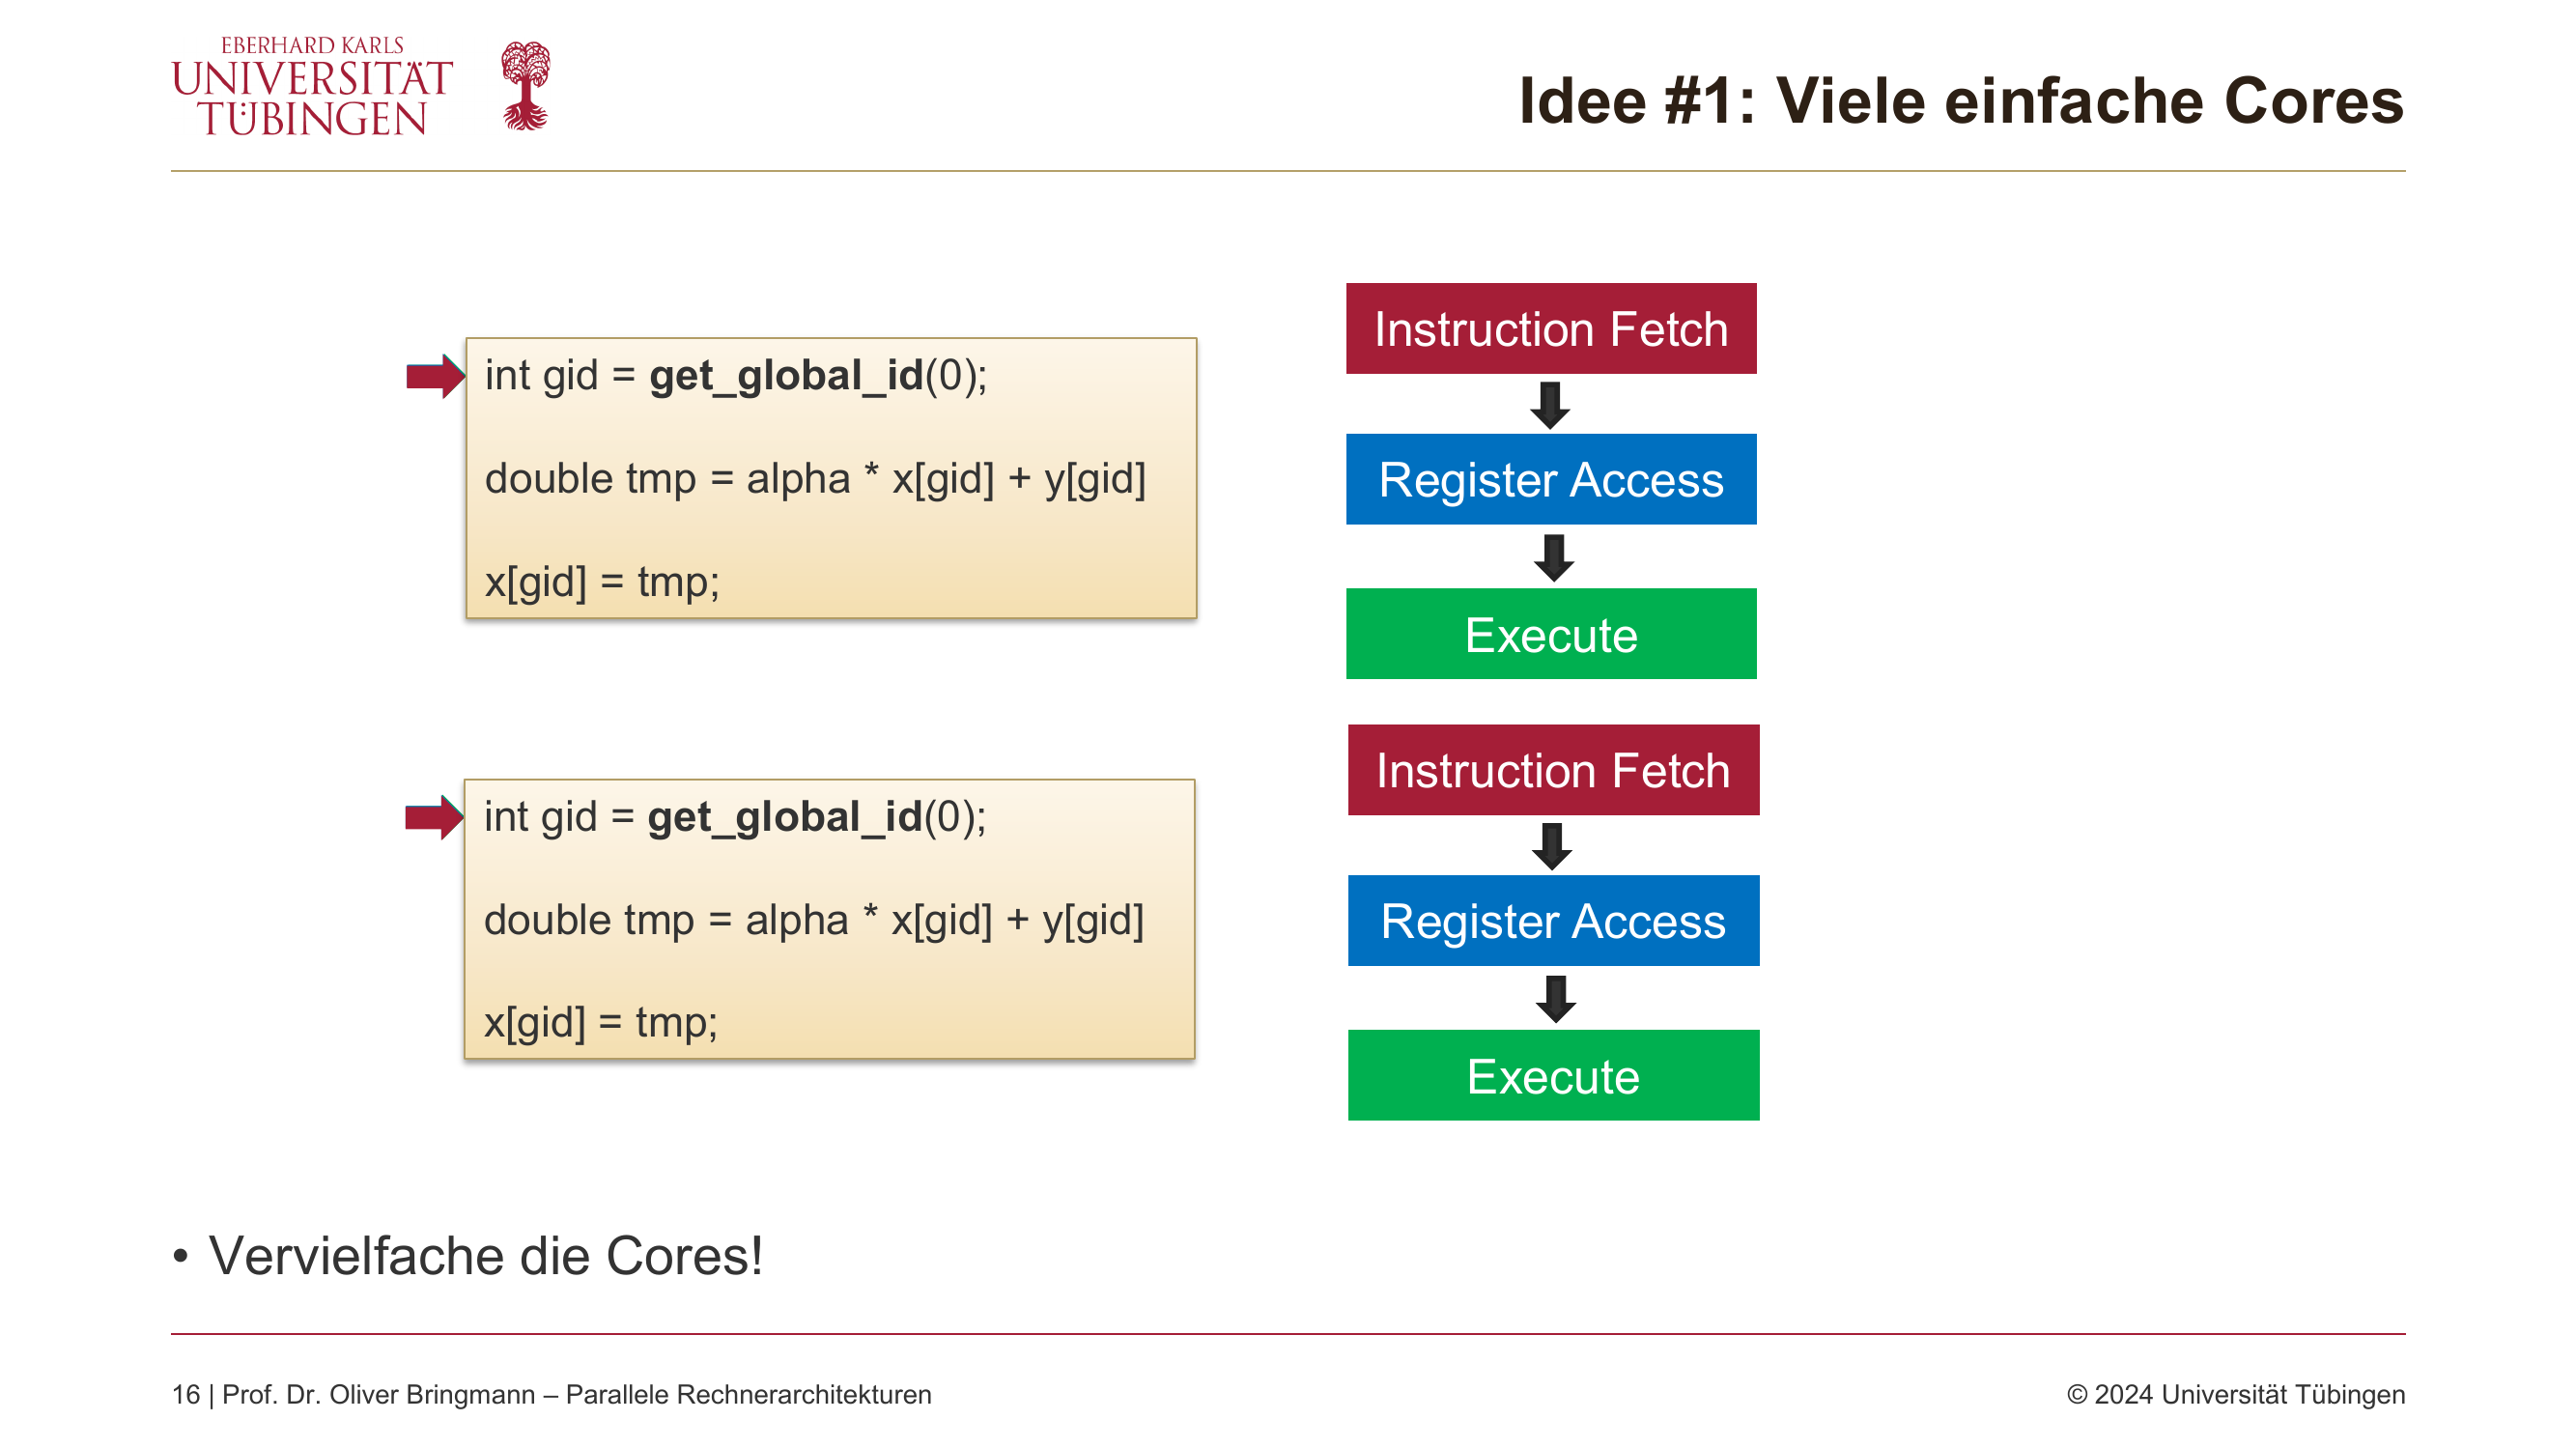 EBERHARD KARLS
UNIVERSITÄT
TÜBINGEN
Idee #1: Viele einfache Cores
int gid = get_global_id(0);
double tmp = alpha * x[gid] + y[gid]
x[gid] = tmp;
Instruction Fetch
Register Access
Execute
int gid = get_global_id(0);
double tmp = alpha * x[gid] + y[gid]
x[gid] = tmp;
Instruction Fetch
Register Access
Execute
• Vervielfache die Cores!
16 | Prof. Dr. Oliver Bringmann – Parallele Rechnerarchitekturen
© 2024 Universität Tübingen